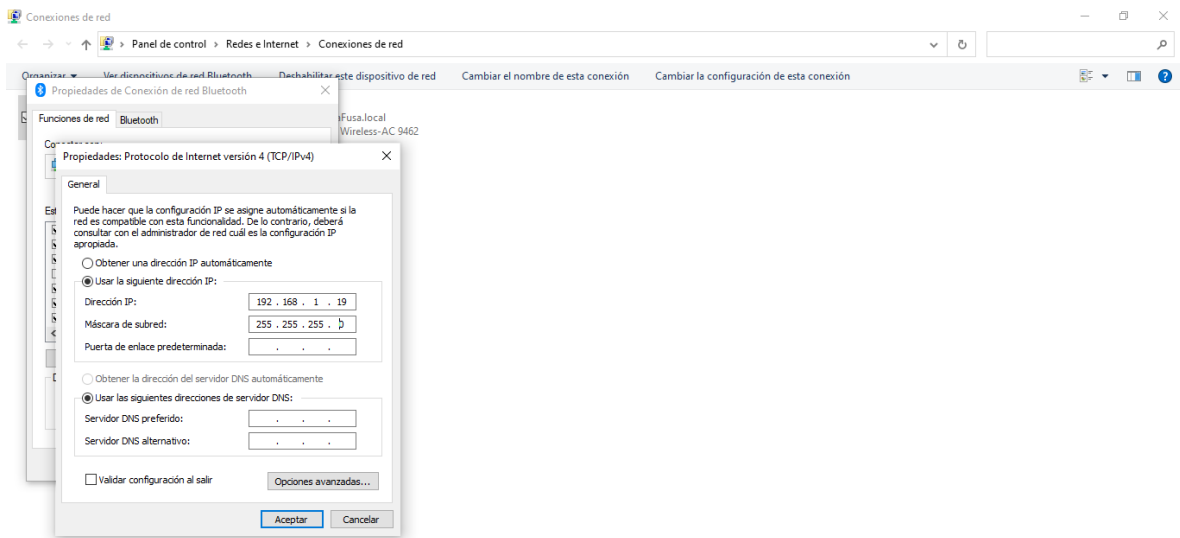 Conexiones de red
Panel de control > Redes e Internet > Conexiones de red
Organizar Ver dispositivos de red Bluetooth Deshabilitar este dispositivo de red Cambiar el nombre de esta conexión Cambiar la configuración de esta conexión
Propiedades de Conexión de red Bluetooth
Funciones de red Bluetooth
Fusa.local
Wireless-AC 9462
Propiedades: Protocolo de Internet versión 4 (TCP/IPv4)
General
Puede hacer que la configuración IP se asigne automáticamente si la
red es compatible con esta funcionalidad. De lo contrario, deberá
consultar con el administrador de red cuál es la configuración IP
apropiada.
Obtener una dirección IP automáticamente
Usar la siguiente dirección IP:
Dirección IP: 192 . 168 . 1 . 19
Máscara de subred: 255 . 255 . 255 .
Puerta de enlace predeterminada: . . .
Obtener la dirección del servidor DNS automáticamente
Usar las siguientes direcciones de servidor DNS:
Servidor DNS preferido: . . .
Servidor DNS alternativo: . . .
Validar configuración al salir
Opciones avanzadas...
Aceptar Cancelar